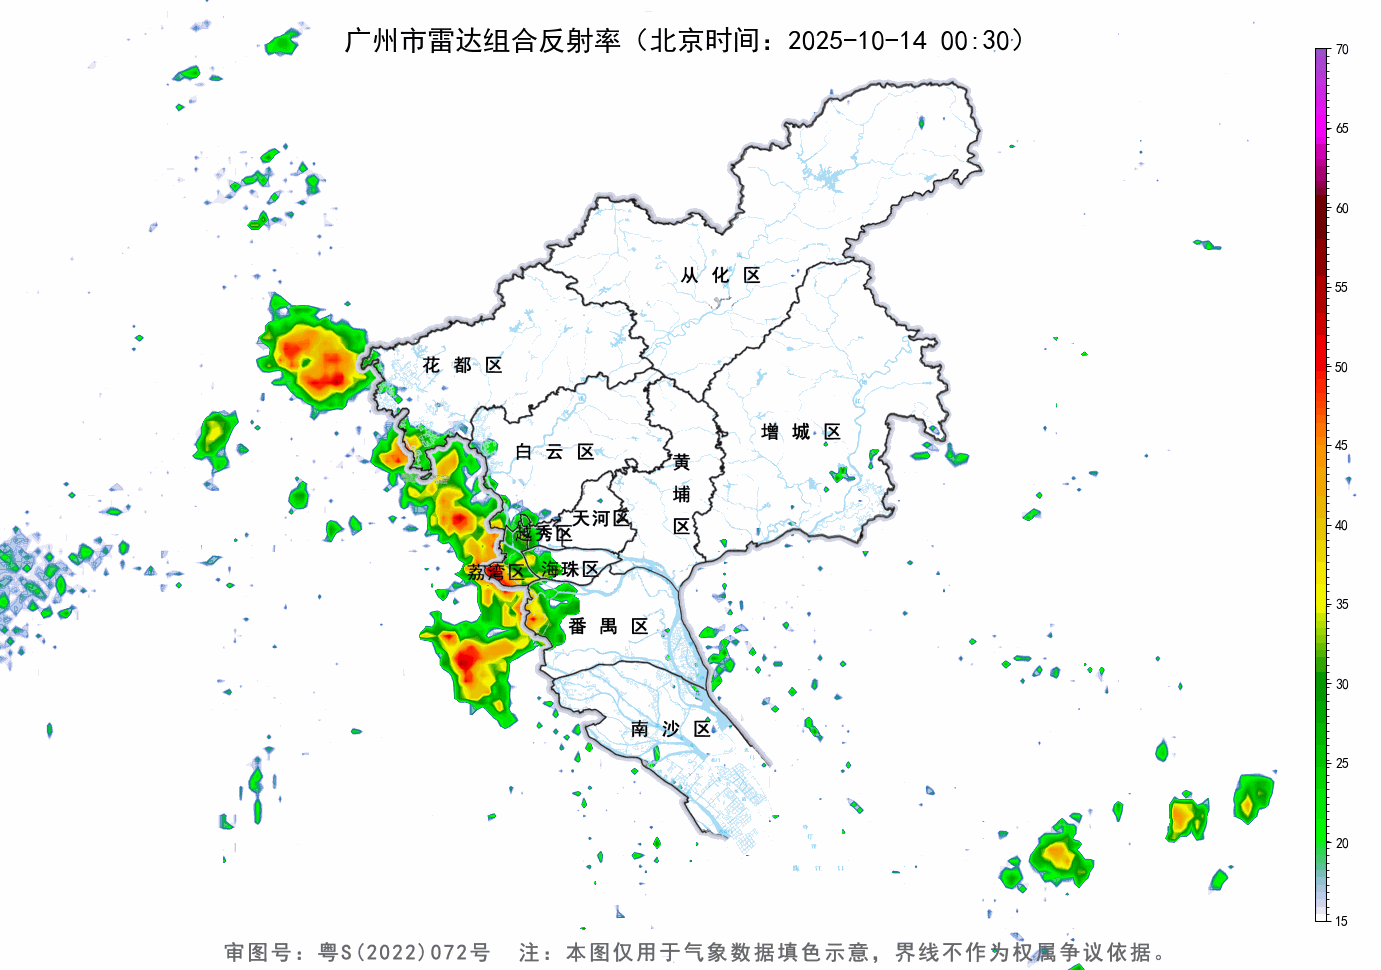 广州市雷达组合反射率（北京时间：2025-10-14 00:30）
70
65
60
55
50
45
40
35
30
25
20
15
从化区
花都区
增城区
白云区
黄埔区
天河区
越秀区
海珠区
荔湾区
番禺区
南沙区
审图号：粤S(2022)072号 注：本图仅用于气象数据填色示意，界线不作为权属争议依据。